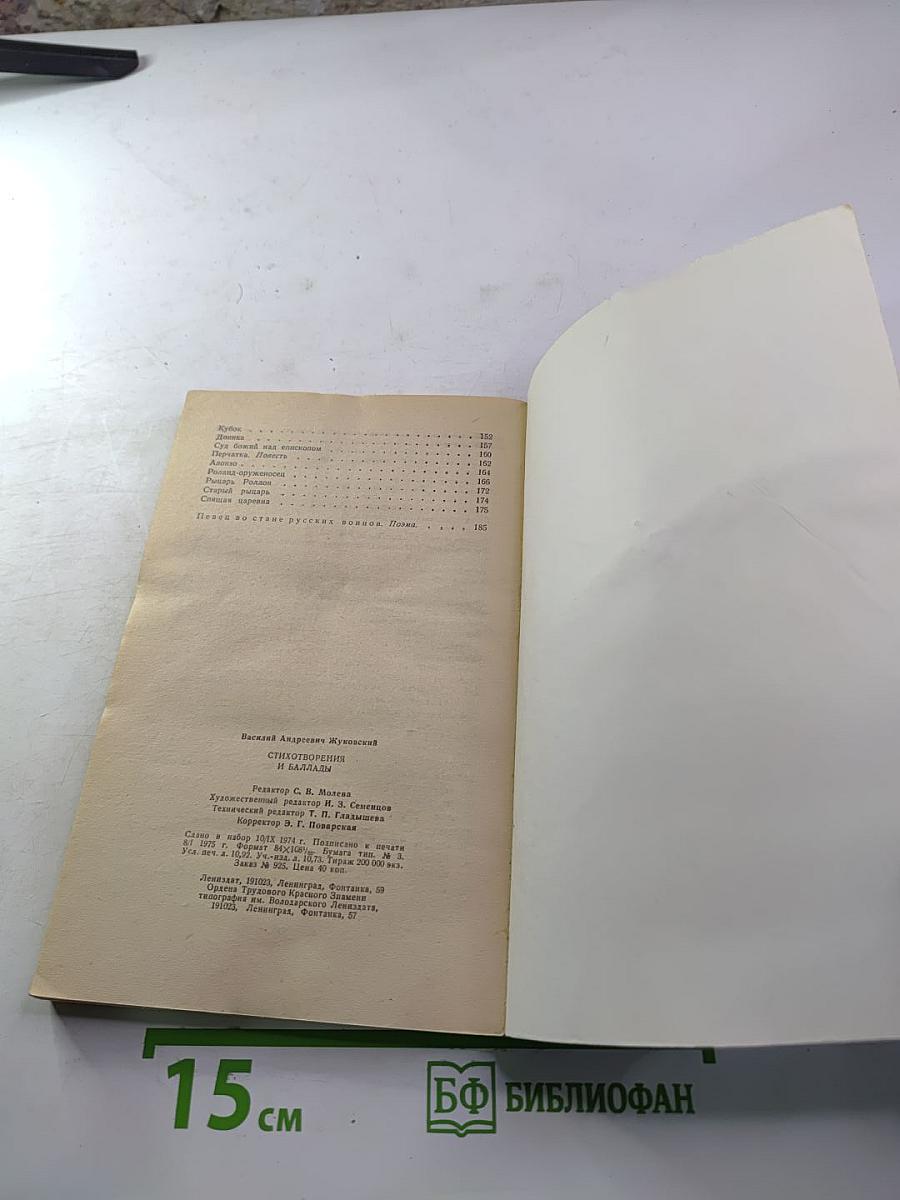 Кубок . . . . . . . . . . . . . . . . . . . . 152
Доника . . . . . . . . . . . . . . . . . . . . 157
Суд божий над епископом . . . . . . . . . . . . 160
Перчатка. Повесть . . . . . . . . . . . . . . . 162
Алонзо . . . . . . . . . . . . . . . . . . . . 164
Роланд-оруженосец . . . . . . . . . . . . . . . 166
Рыцарь Роллон . . . . . . . . . . . . . . . . . 172
Старый рыцарь . . . . . . . . . . . . . . . . . 174
Спящая царевна . . . . . . . . . . . . . . . . 175
Певец во стане русских воинов. Поэма. . . . . 185
Василий Андреевич Жуковский
СТИХОТВОРЕНИЯ
И БАЛЛАДЫ
Редактор С. В. Молева
Художественный редактор И. З. Семенцов
Технический редактор Т. П. Гладышева
Корректор Э. Г. Поварская
Сдано в набор 10/IX 1974 г. Подписано к печати
8/I 1975 г. Формат 84×108¹/₃₂. Бумага тип. № 3.
Усл. печ. л. 10,92. Уч.-изд. л. 10,73. Тираж 200 000 экз.
Заказ № 925. Цена 40 коп.
Лениздат, 191023, Ленинград, Фонтанка, 59
Ордена Трудового Красного Знамени
типография им. Володарского Лениздата,
191023, Ленинград, Фонтанка, 57
15 см
БФ БИБЛИОФАН